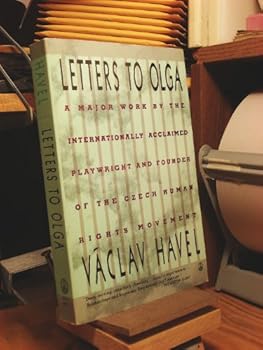 HAVEL LETTERS TO OLGA
LETTERS TO OLGA
A MAJOR WORK BY THE
INTERNATIONALLY ACCLAIMED
PLAYWRIGHT AND FOUNDER
OF THE CZECH HUMAN
RIGHTS MOVEMENT
VÁCLAV HAVEL